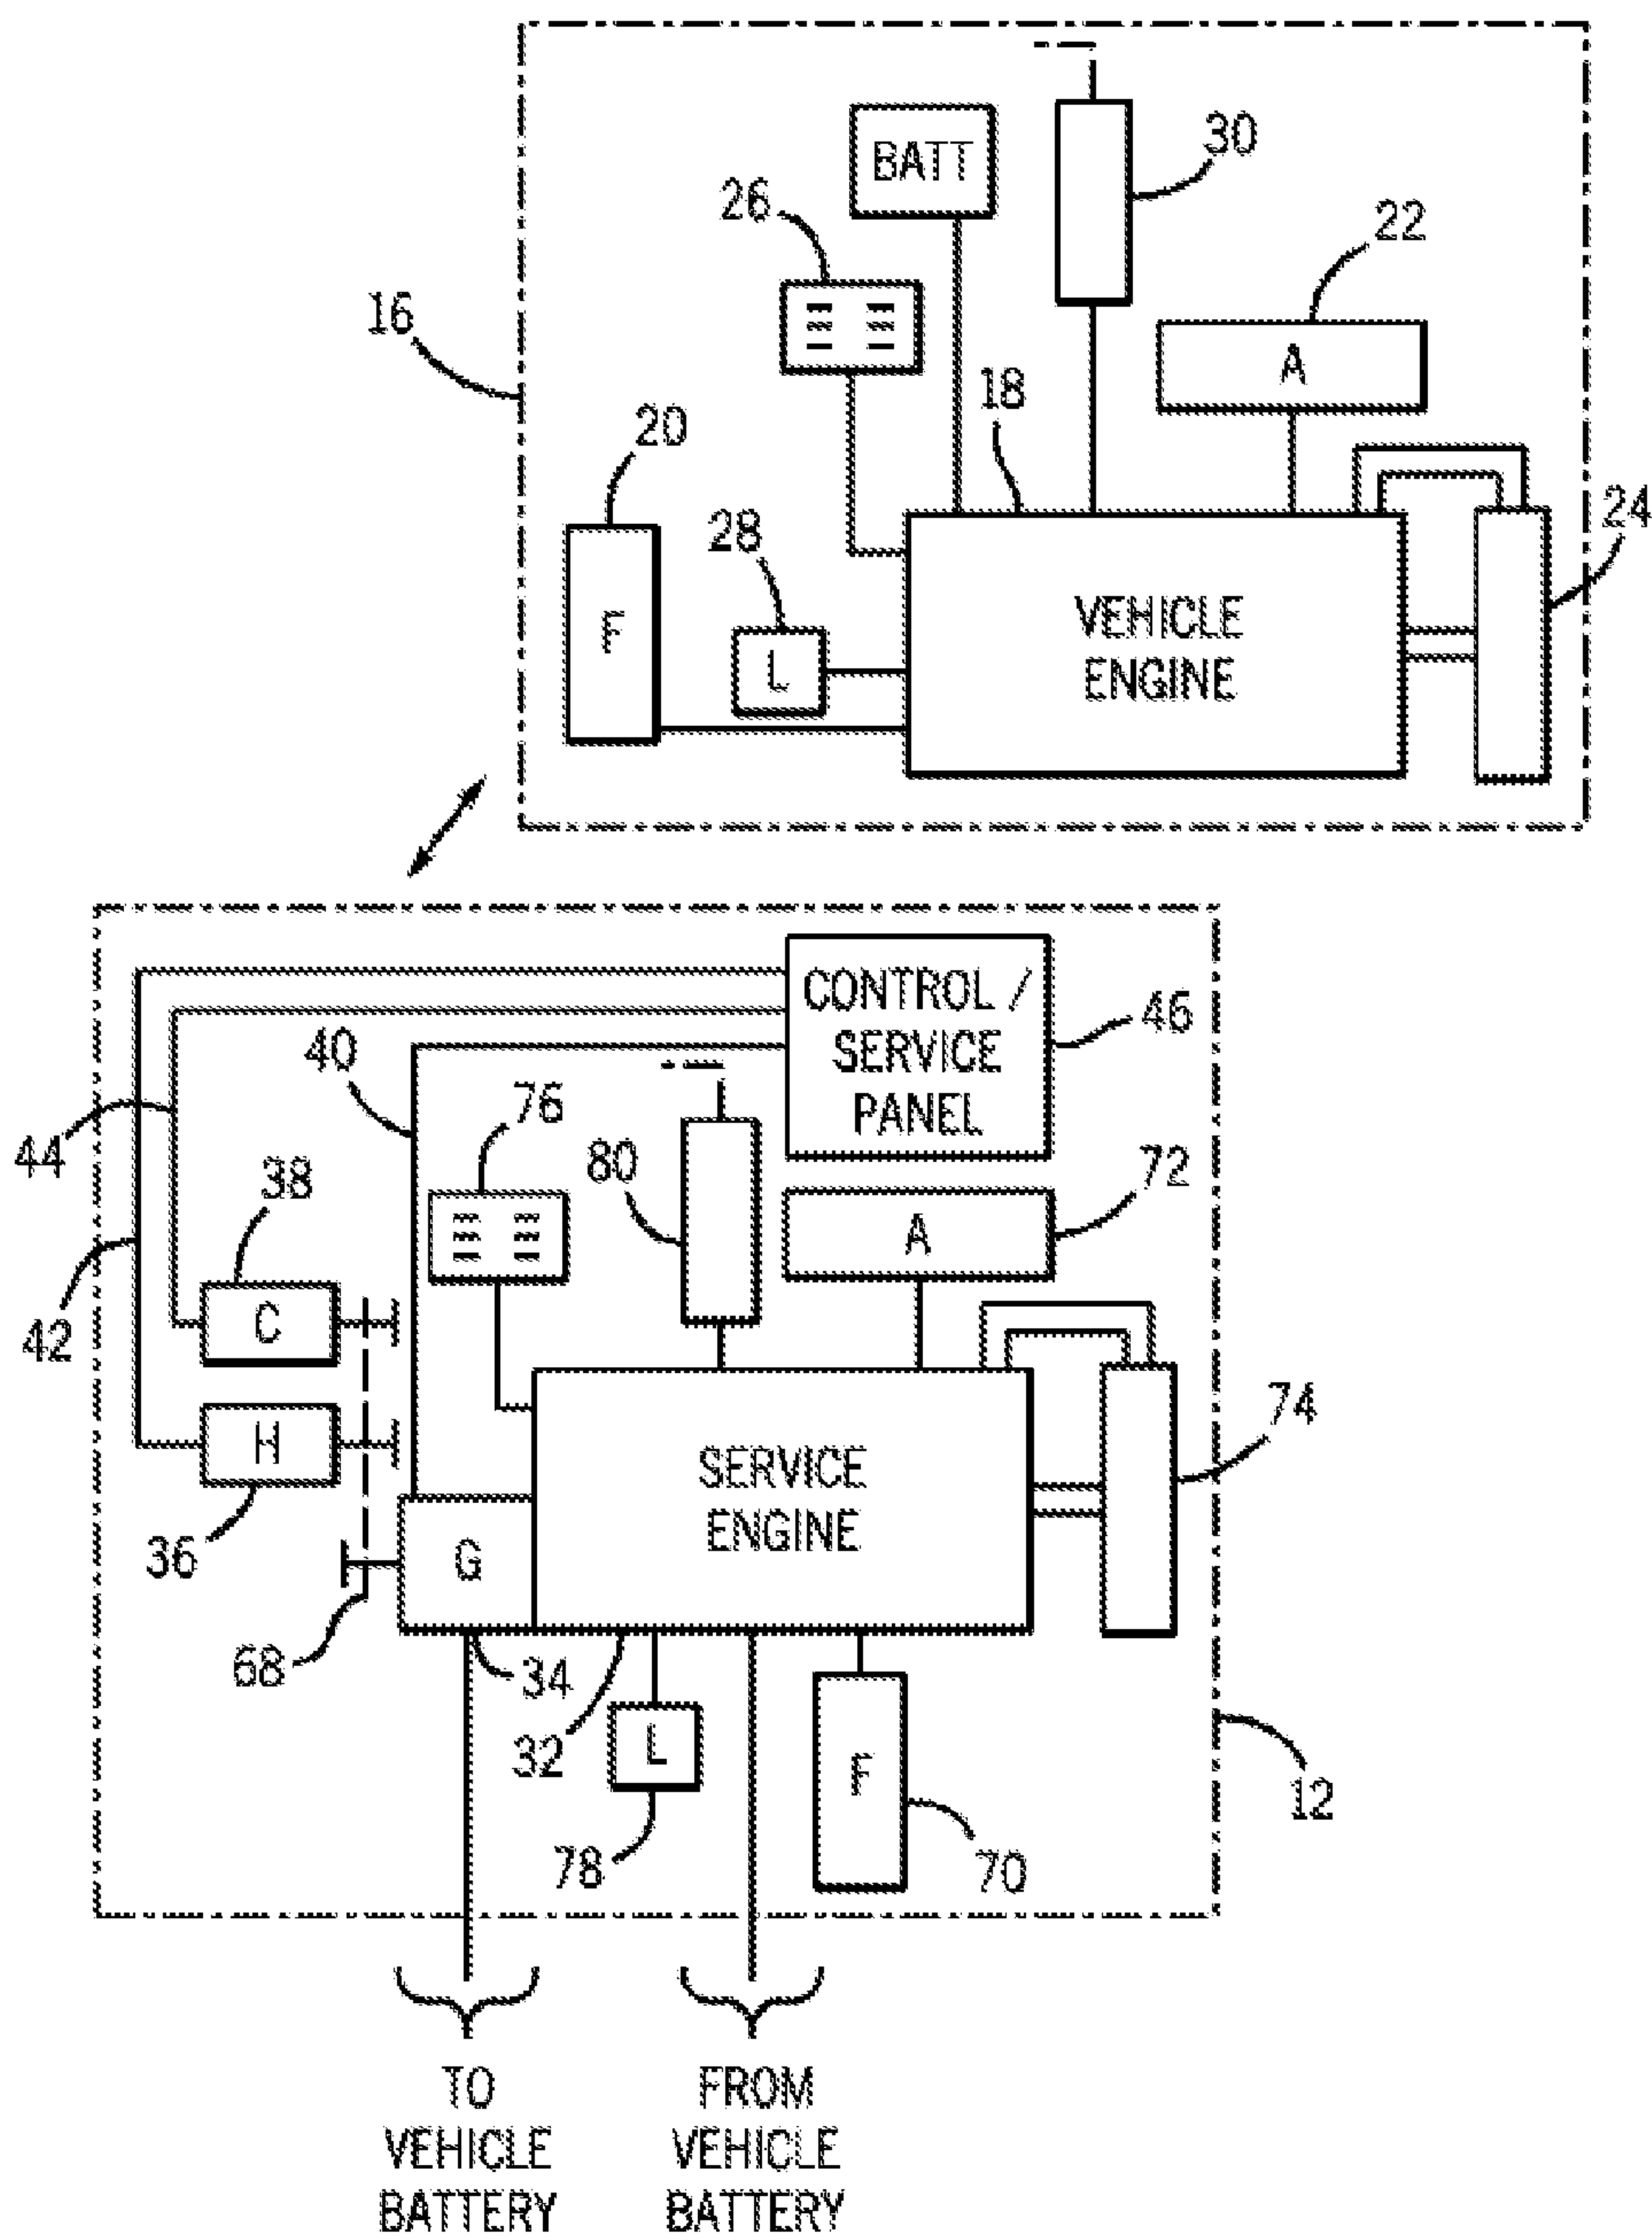 BATT
30
26
22
16
A
18
20
28
24
F
L
VEHICLE
ENGINE
CONTROL /
SERVICE
PANEL
46
40
76
80
44
38
72
A
42
C
H
74
SERVICE
ENGINE
36
G
68
34
32
L
F
12
78
70
TO
VEHICLE
BATTERY
FROM
VEHICLE
BATTERY